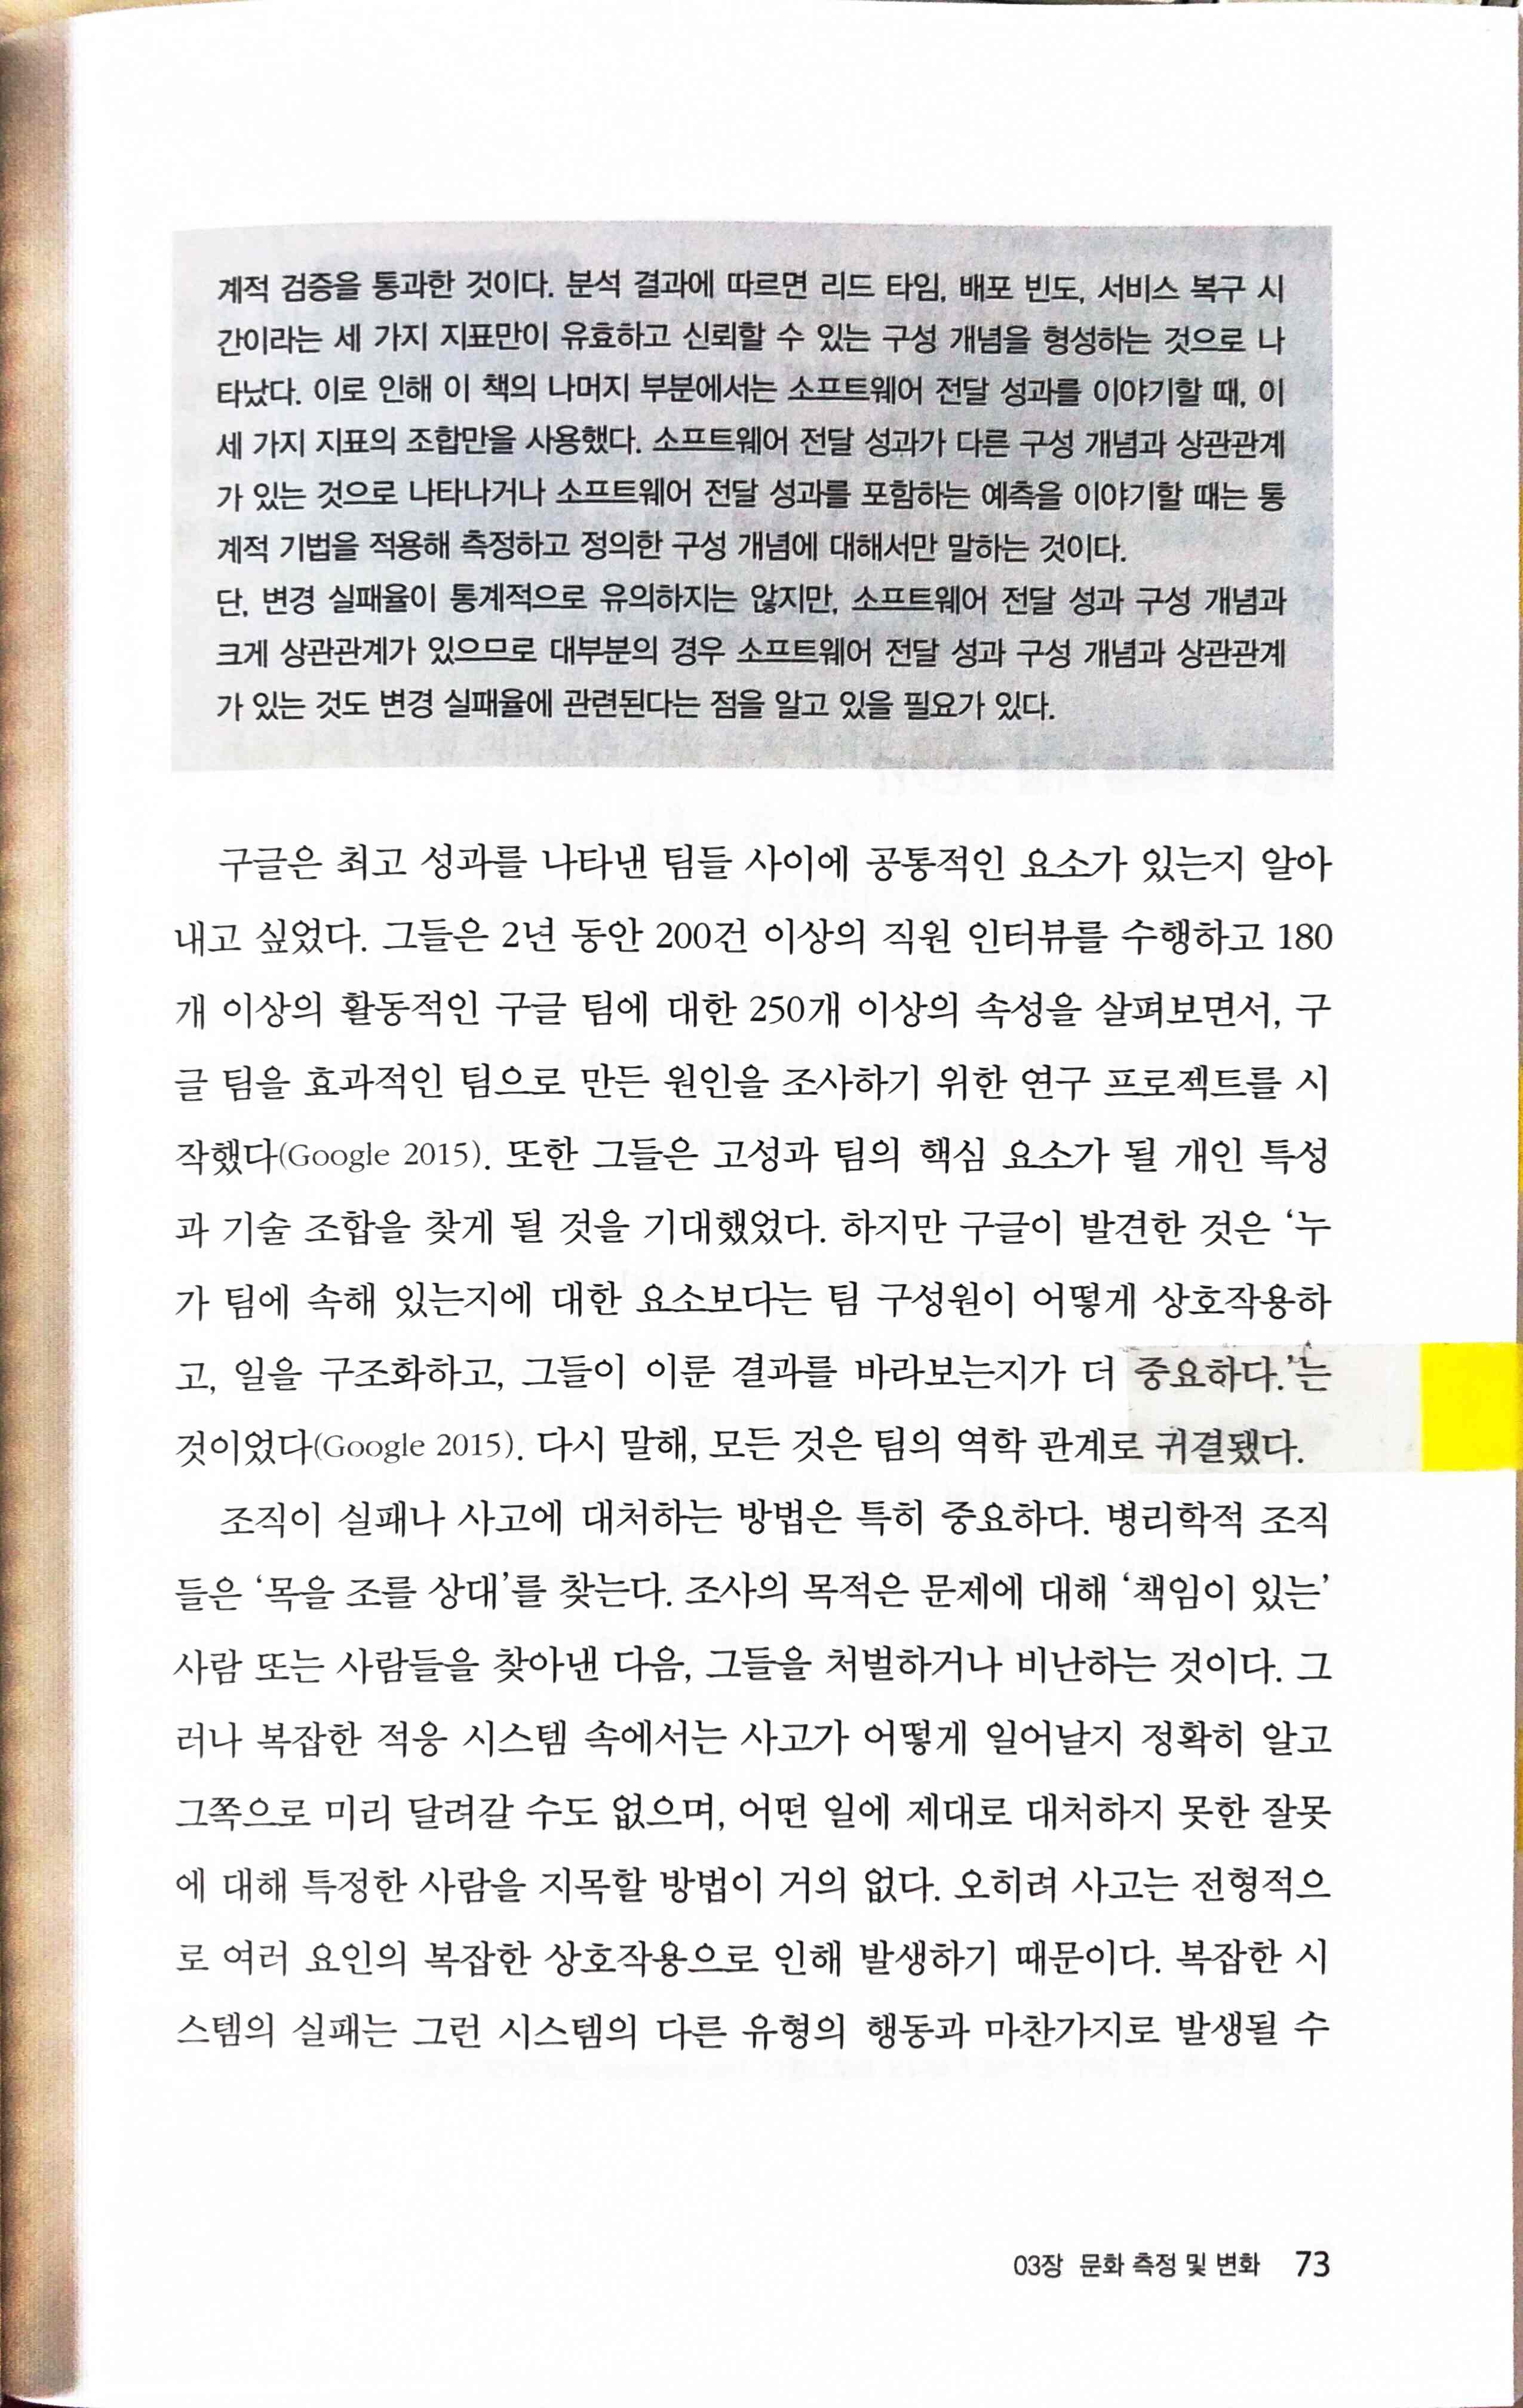 계적 검증을 통과한 것이다. 분석 결과에 따르면 리드 타임, 배포 빈도, 서비스 복구 시
간이라는 세 가지 지표만이 유효하고 신뢰할 수 있는 구성 개념을 형성하는 것으로 나
타났다. 이로 인해 이 책의 나머지 부분에서는 소프트웨어 전달 성과를 이야기할 때, 이
세 가지 지표의 조합만을 사용했다. 소프트웨어 전달 성과가 다른 구성 개념과 상관관계
가 있는 것으로 나타나거나 소프트웨어 전달 성과를 포함하는 예측을 이야기할 때는 통
계적 기법을 적용해 측정하고 정의한 구성 개념에 대해서만 말하는 것이다.
단, 변경 실패율이 통계적으로 유의하지는 않지만, 소프트웨어 전달 성과 구성 개념과
크게 상관관계가 있으므로 대부분의 경우 소프트웨어 전달 성과 구성 개념과 상관관계
가 있는 것도 변경 실패율에 관련된다는 점을 알고 있을 필요가 있다.
구글은 최고 성과를 나타낸 팀들 사이에 공통적인 요소가 있는지 알아
내고 싶었다. 그들은 2년 동안 200건 이상의 직원 인터뷰를 수행하고 180
개 이상의 활동적인 구글 팀에 대한 250개 이상의 속성을 살펴보면서, 구
글 팀을 효과적인 팀으로 만든 원인을 조사하기 위한 연구 프로젝트를 시
작했다(Google 2015). 또한 그들은 고성과 팀의 핵심 요소가 될 개인 특성
과 기술 조합을 찾게 될 것을 기대했었다. 하지만 구글이 발견한 것은 ‘누
가 팀에 속해 있는지에 대한 요소보다는 팀 구성원이 어떻게 상호작용하
고, 일을 구조화하고, 그들이 이룬 결과를 바라보는지가 더 중요하다.’는
것이었다(Google 2015). 다시 말해, 모든 것은 팀의 역학 관계로 귀결됐다.
조직이 실패나 사고에 대처하는 방법은 특히 중요하다. 병리학적 조직
들은 ‘목을 조를 상대’를 찾는다. 조사의 목적은 문제에 대해 ‘책임이 있는’
사람 또는 사람들을 찾아낸 다음, 그들을 처벌하거나 비난하는 것이다. 그
러나 복잡한 적응 시스템 속에서는 사고가 어떻게 일어날지 정확히 알고
그쪽으로 미리 달려갈 수도 없으며, 어떤 일에 제대로 대처하지 못한 잘못
에 대해 특정한 사람을 지목할 방법이 거의 없다. 오히려 사고는 전형적으
로 여러 요인의 복잡한 상호작용으로 인해 발생하기 때문이다. 복잡한 시
스템의 실패는 그런 시스템의 다른 유형의 행동과 마찬가지로 발생될 수
03장 문화 측정 및 변화 73